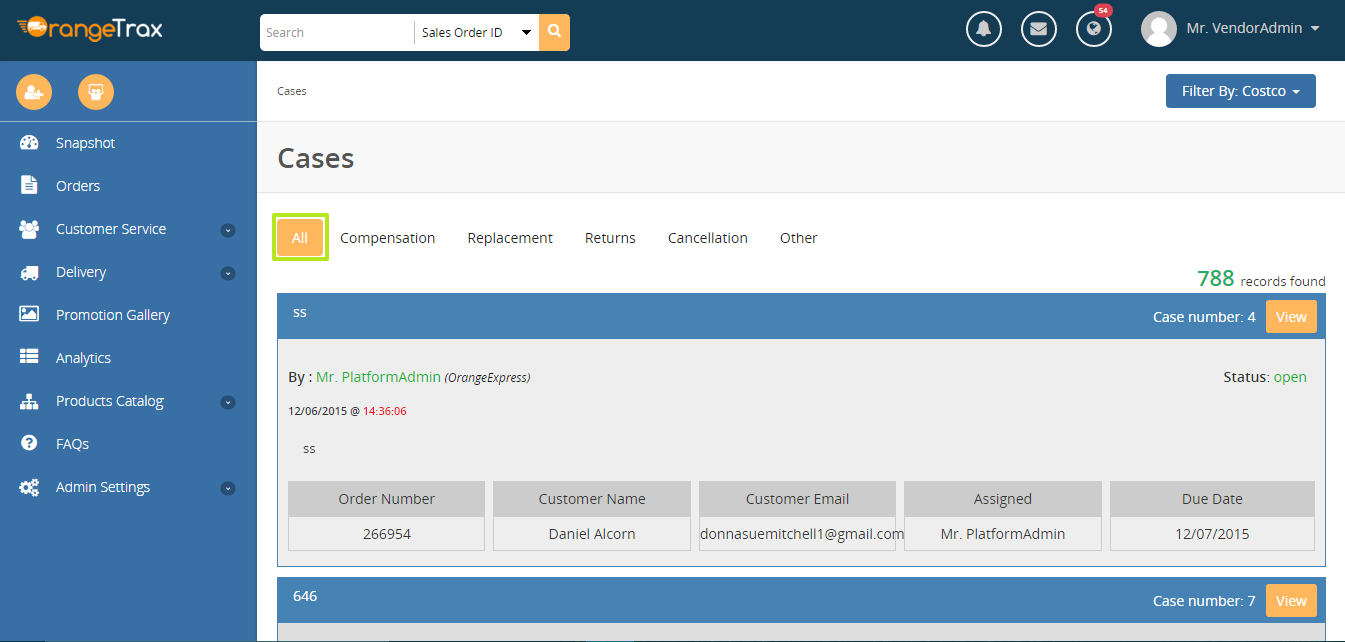 OrangeTrax
Search
Sales Order ID
54
Mr. VendorAdmin
Cases
Filter By: Costco
Snapshot
Orders
Customer Service
Delivery
Promotion Gallery
Analytics
Products Catalog
FAQs
Admin Settings
Cases
All Compensation Replacement Returns Cancellation Other
788 records found
ss Case number: 4 View
By : Mr. PlatformAdmin (OrangeExpress) Status: open
12/06/2015 @ 14:36:06
ss
Order Number Customer Name Customer Email Assigned Due Date
266954 Daniel Alcorn donnasuemitchell1@gmail.com Mr. PlatformAdmin 12/07/2015
646 Case number: 7 View